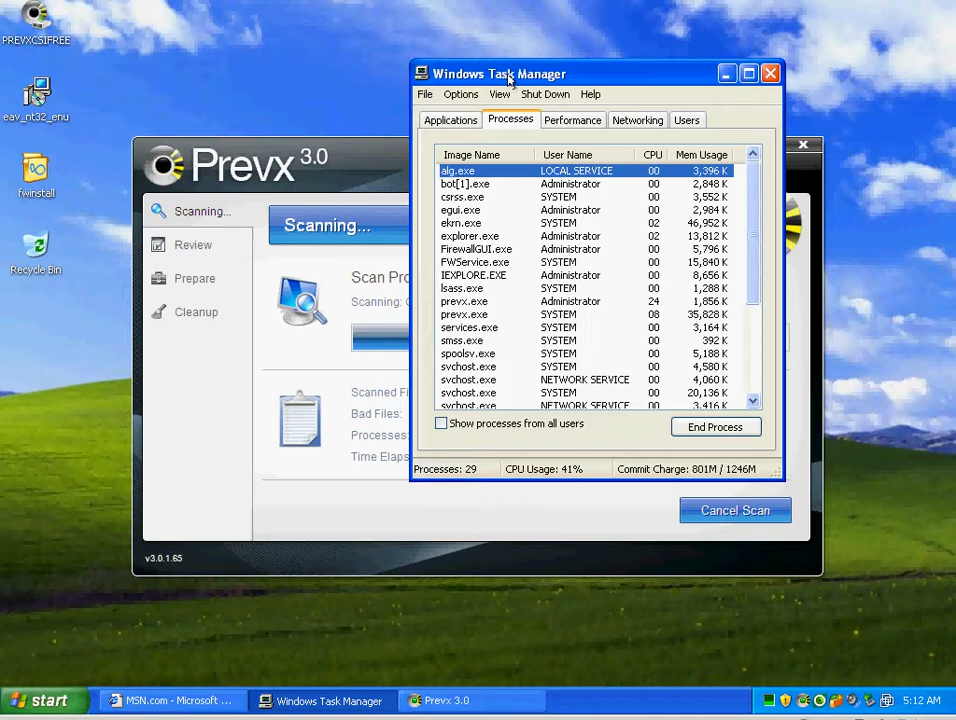 PREVXCSIFREE
eav_nt32_enu
fwinstall
Recycle Bin
Prevx 3.0
Scanning...
Review
Prepare
Cleanup
v3.0.1.65
Scanning...
Scan Pro
Scanning:
Scanned Fi
Bad Files:
Processes:
Time Elaps
Cancel Scan
Windows Task Manager
File Options View Shut Down Help
Applications Processes Performance Networking Users
Image Name User Name CPU Mem Usage
alg.exe LOCAL SERVICE 00 3,396 K
bot[1].exe Administrator 00 2,848 K
csrss.exe SYSTEM 00 3,552 K
egui.exe Administrator 00 2,984 K
ekrn.exe SYSTEM 02 46,952 K
explorer.exe Administrator 02 13,812 K
FirewallGUI.exe Administrator 00 5,796 K
FWService.exe SYSTEM 00 15,840 K
IEXPLORE.EXE Administrator 00 8,656 K
lsass.exe SYSTEM 00 1,288 K
prevx.exe Administrator 24 1,856 K
prevx.exe SYSTEM 08 35,828 K
services.exe SYSTEM 00 3,164 K
smss.exe SYSTEM 00 392 K
spoolsv.exe SYSTEM 00 5,188 K
svchost.exe SYSTEM 00 4,580 K
svchost.exe NETWORK SERVICE 00 4,060 K
svchost.exe SYSTEM 00 20,136 K
svchost.exe NETWORK SERVICE 00 3,416 K
Show processes from all users
End Process
Processes: 29 CPU Usage: 41% Commit Charge: 801M / 1246M
start MSN.com - Microsoft ... Windows Task Manager Prevx 3.0 5:12 AM